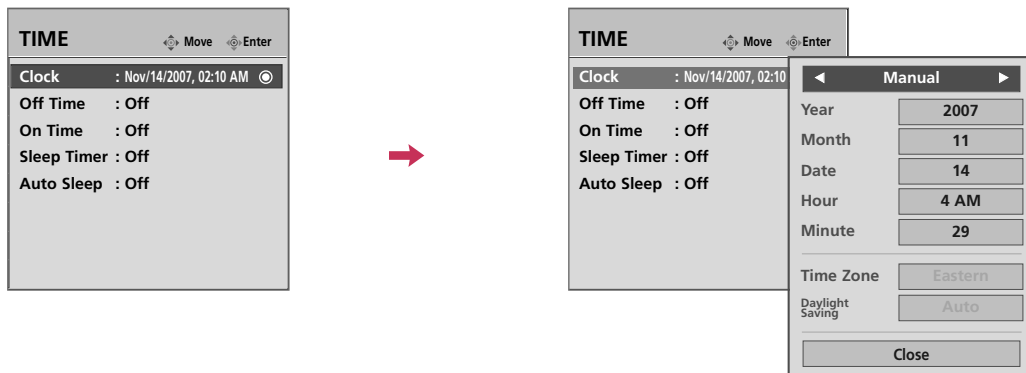 TIME
Move Enter
Clock : Nov/14/2007, 02:10 AM
Off Time : Off
On Time : Off
Sleep Timer : Off
Auto Sleep : Off
TIME
Move Enter
Clock : Nov/14/2007, 02:10
Off Time : Off
On Time : Off
Sleep Timer : Off
Auto Sleep : Off
Manual
Year 2007
Month 11
Date 14
Hour 4 AM
Minute 29
Time Zone Eastern
Daylight
Saving Auto
Close